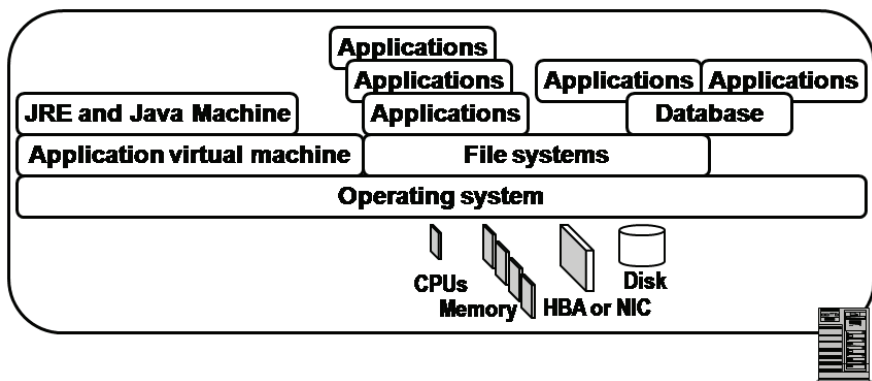 Applications
Applications
Applications Applications
JRE and Java Machine
Applications
Database
Application virtual machine
File systems
Operating system
CPUs
Memory
HBA or NIC
Disk